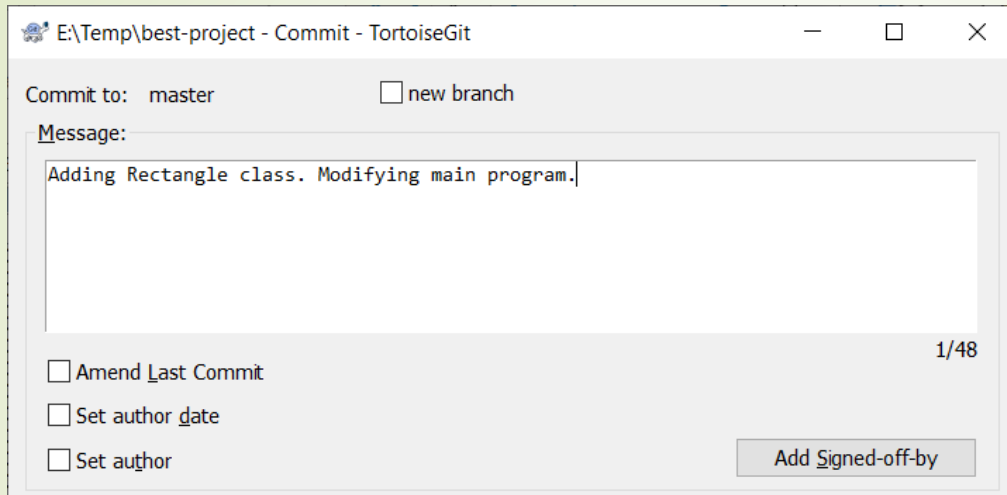 E:\Temp\best-project - Commit - TortoiseGit
Commit to: master new branch
Message:
Adding Rectangle class. Modifying main program.
1/48
Amend Last Commit
Set author date
Set author
Add Signed-off-by